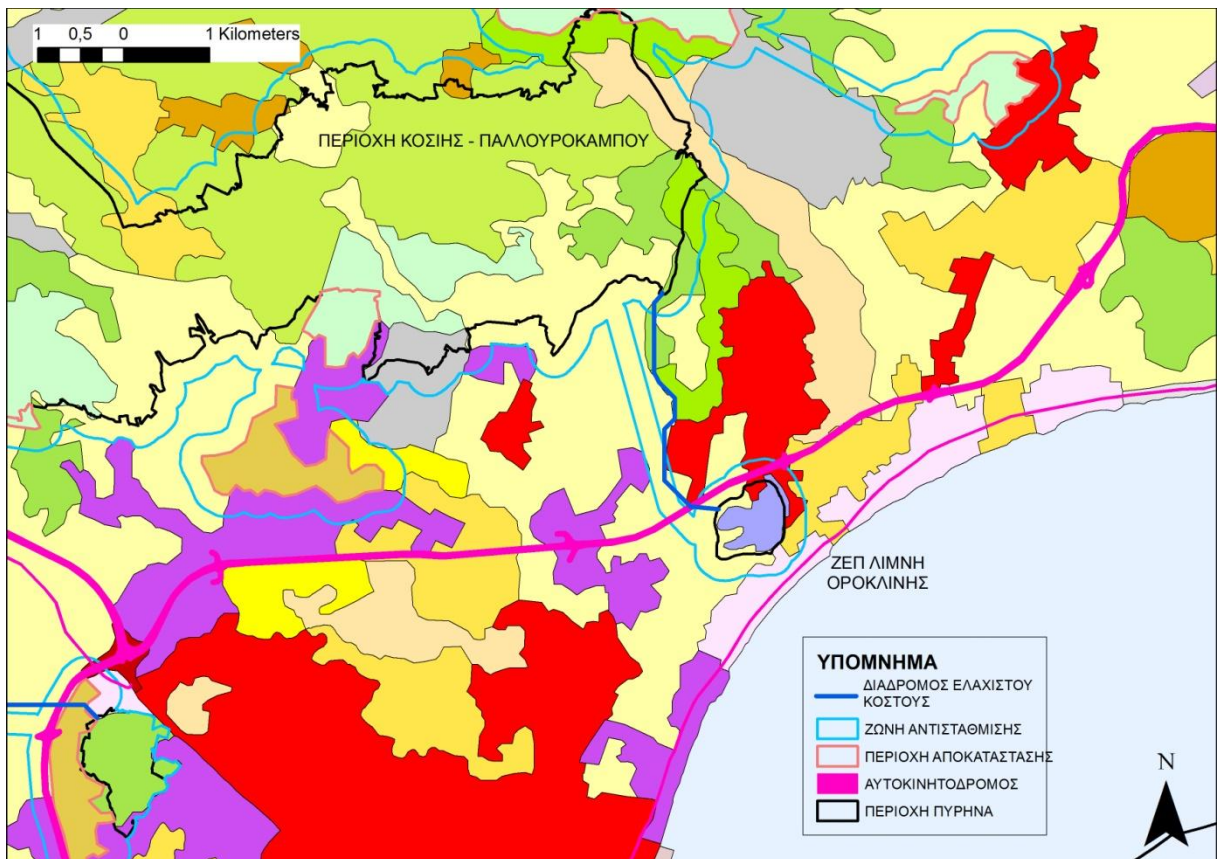 1 0,5 0 1 Kilometers
ΠΕΡΙΟΧΗ ΚΟΣΙΗΣ - ΠΑΛΛΟΥΡΟΚΑΜΠΟΥ
ΖΕΠ ΛΙΜΝΗ
ΟΡΟΚΛΙΝΗΣ
ΥΠΟΜΝΗΜΑ
ΔΙΑΔΡΟΜΟΣ ΕΛΑΧΙΣΤΟΥ
ΚΟΣΤΟΥΣ
ΖΩΝΗ ΑΝΤΙΣΤΑΘΜΙΣΗΣ
ΠΕΡΙΟΧΗ ΑΠΟΚΑΤΑΣΤΑΣΗΣ
ΑΥΤΟΚΙΝΗΤΟΔΡΟΜΟΣ
ΠΕΡΙΟΧΗ ΠΥΡΗΝΑ
N